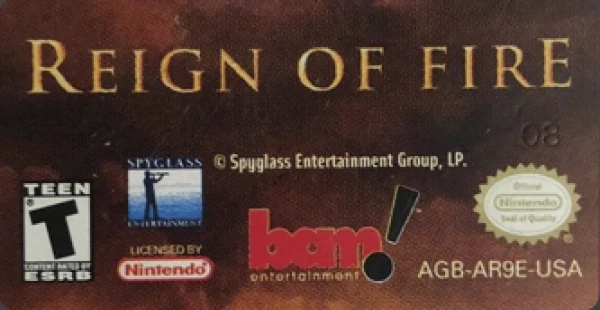 REIGN OF FIRE
08
SPYGLASS
ENTERTAINMENT
© Spyglass Entertainment Group, LP.
TEEN
T
CONTENT RATED BY
ESRB
LICENSED BY
Nintendo
bam!
entertainment
Official
Nintendo
Seal of Quality
AGB-AR9E-USA